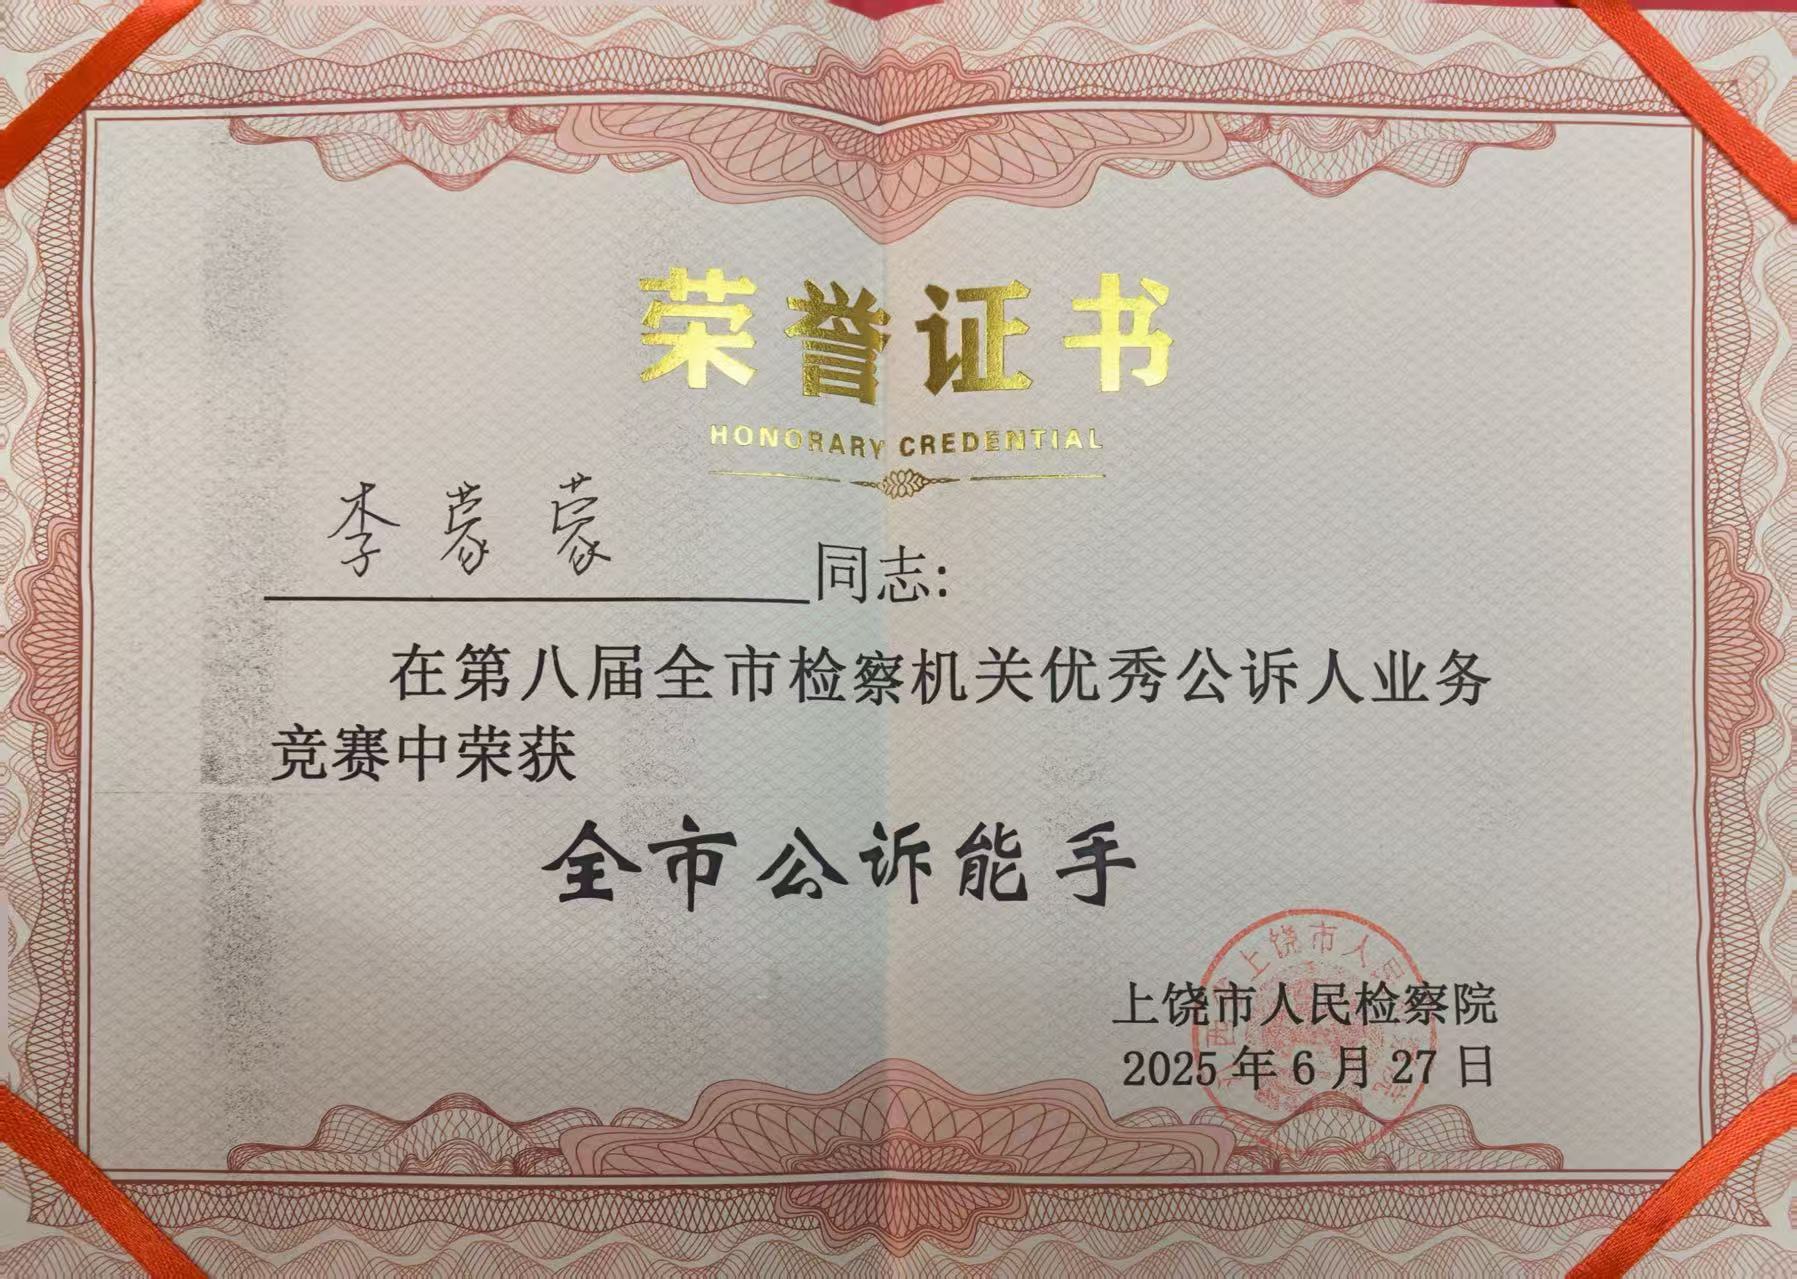 荣誉证书
HONORARY CREDENTIAL
李蒙蒙同志:
在第八届全市检察机关优秀公诉人业务
竞赛中荣获
全市公诉能手
上饶市人民检察院
2025年6月27日